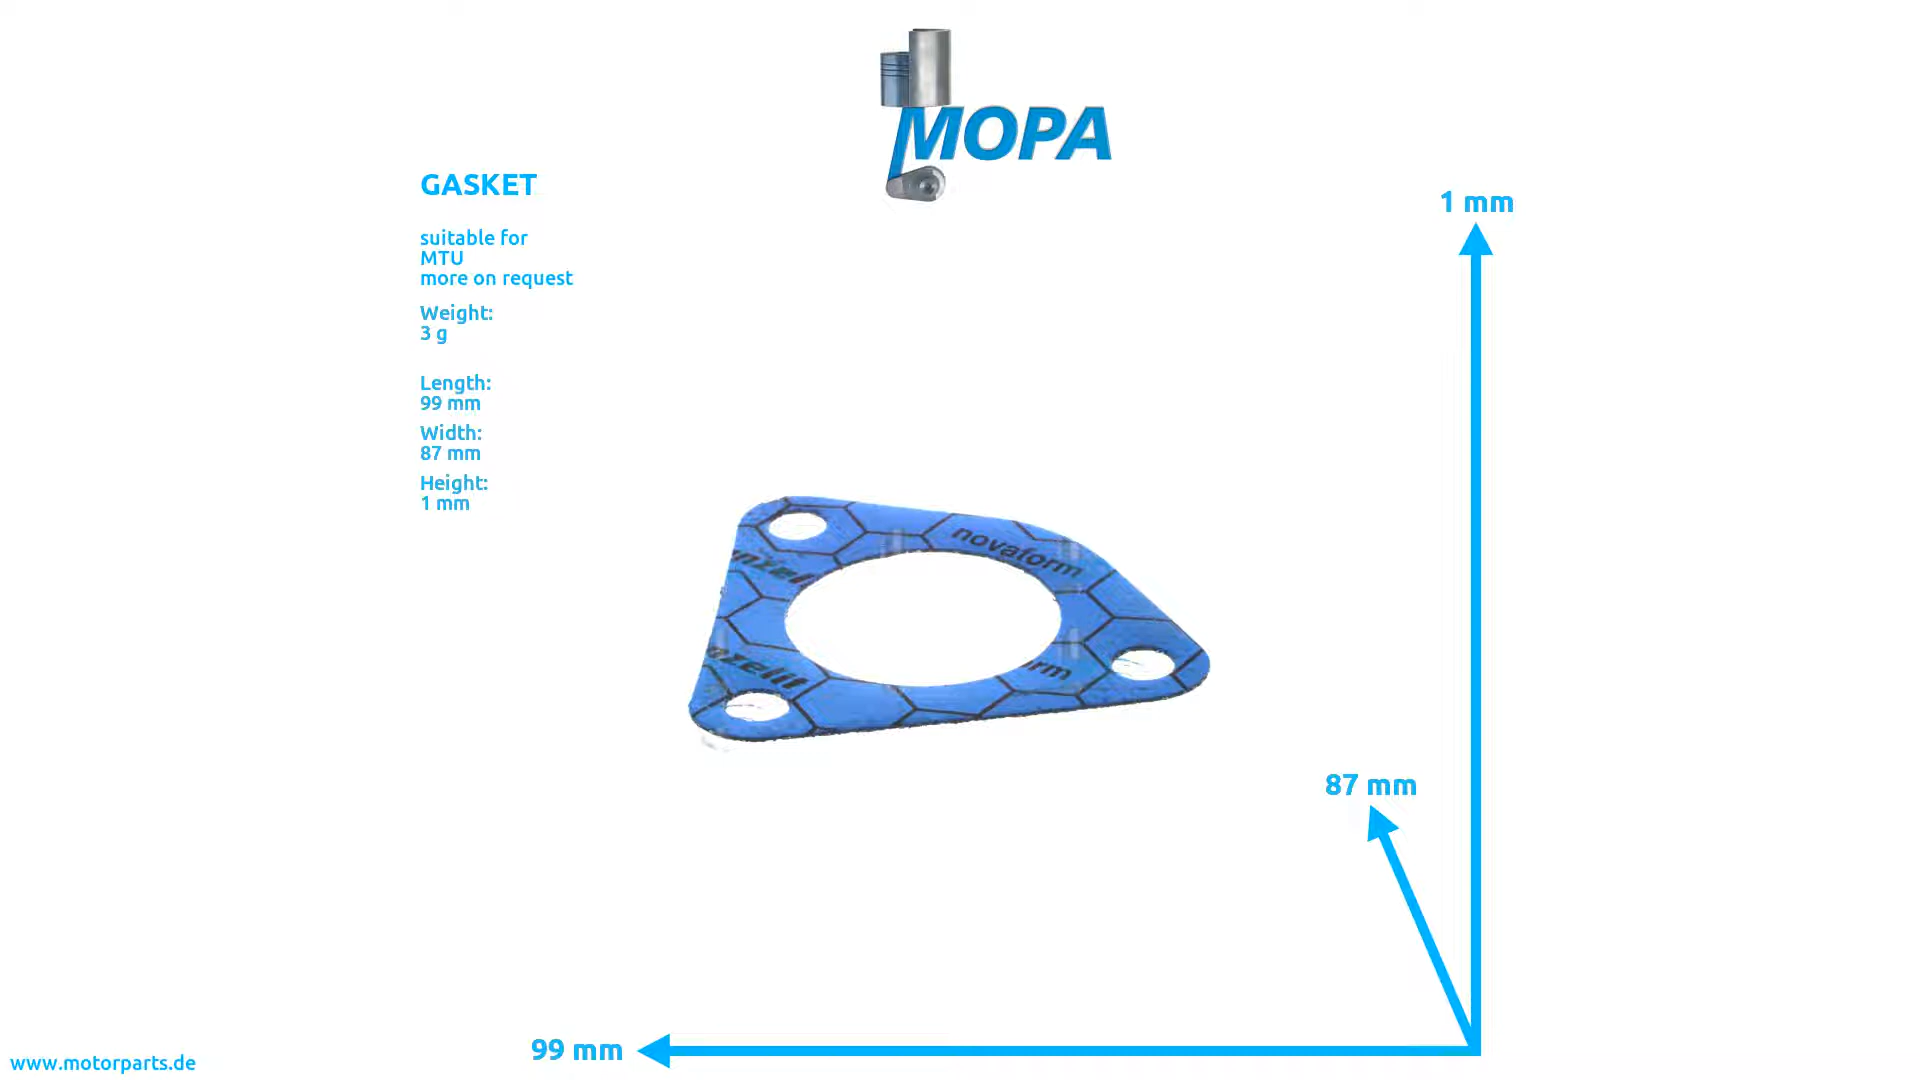 MOPA
GASKET
suitable for
MTU
more on request
Weight:
3 g
Length:
99 mm
Width:
87 mm
Height:
1 mm
1 mm
novaform
87 mm
99 mm
www.motorparts.de